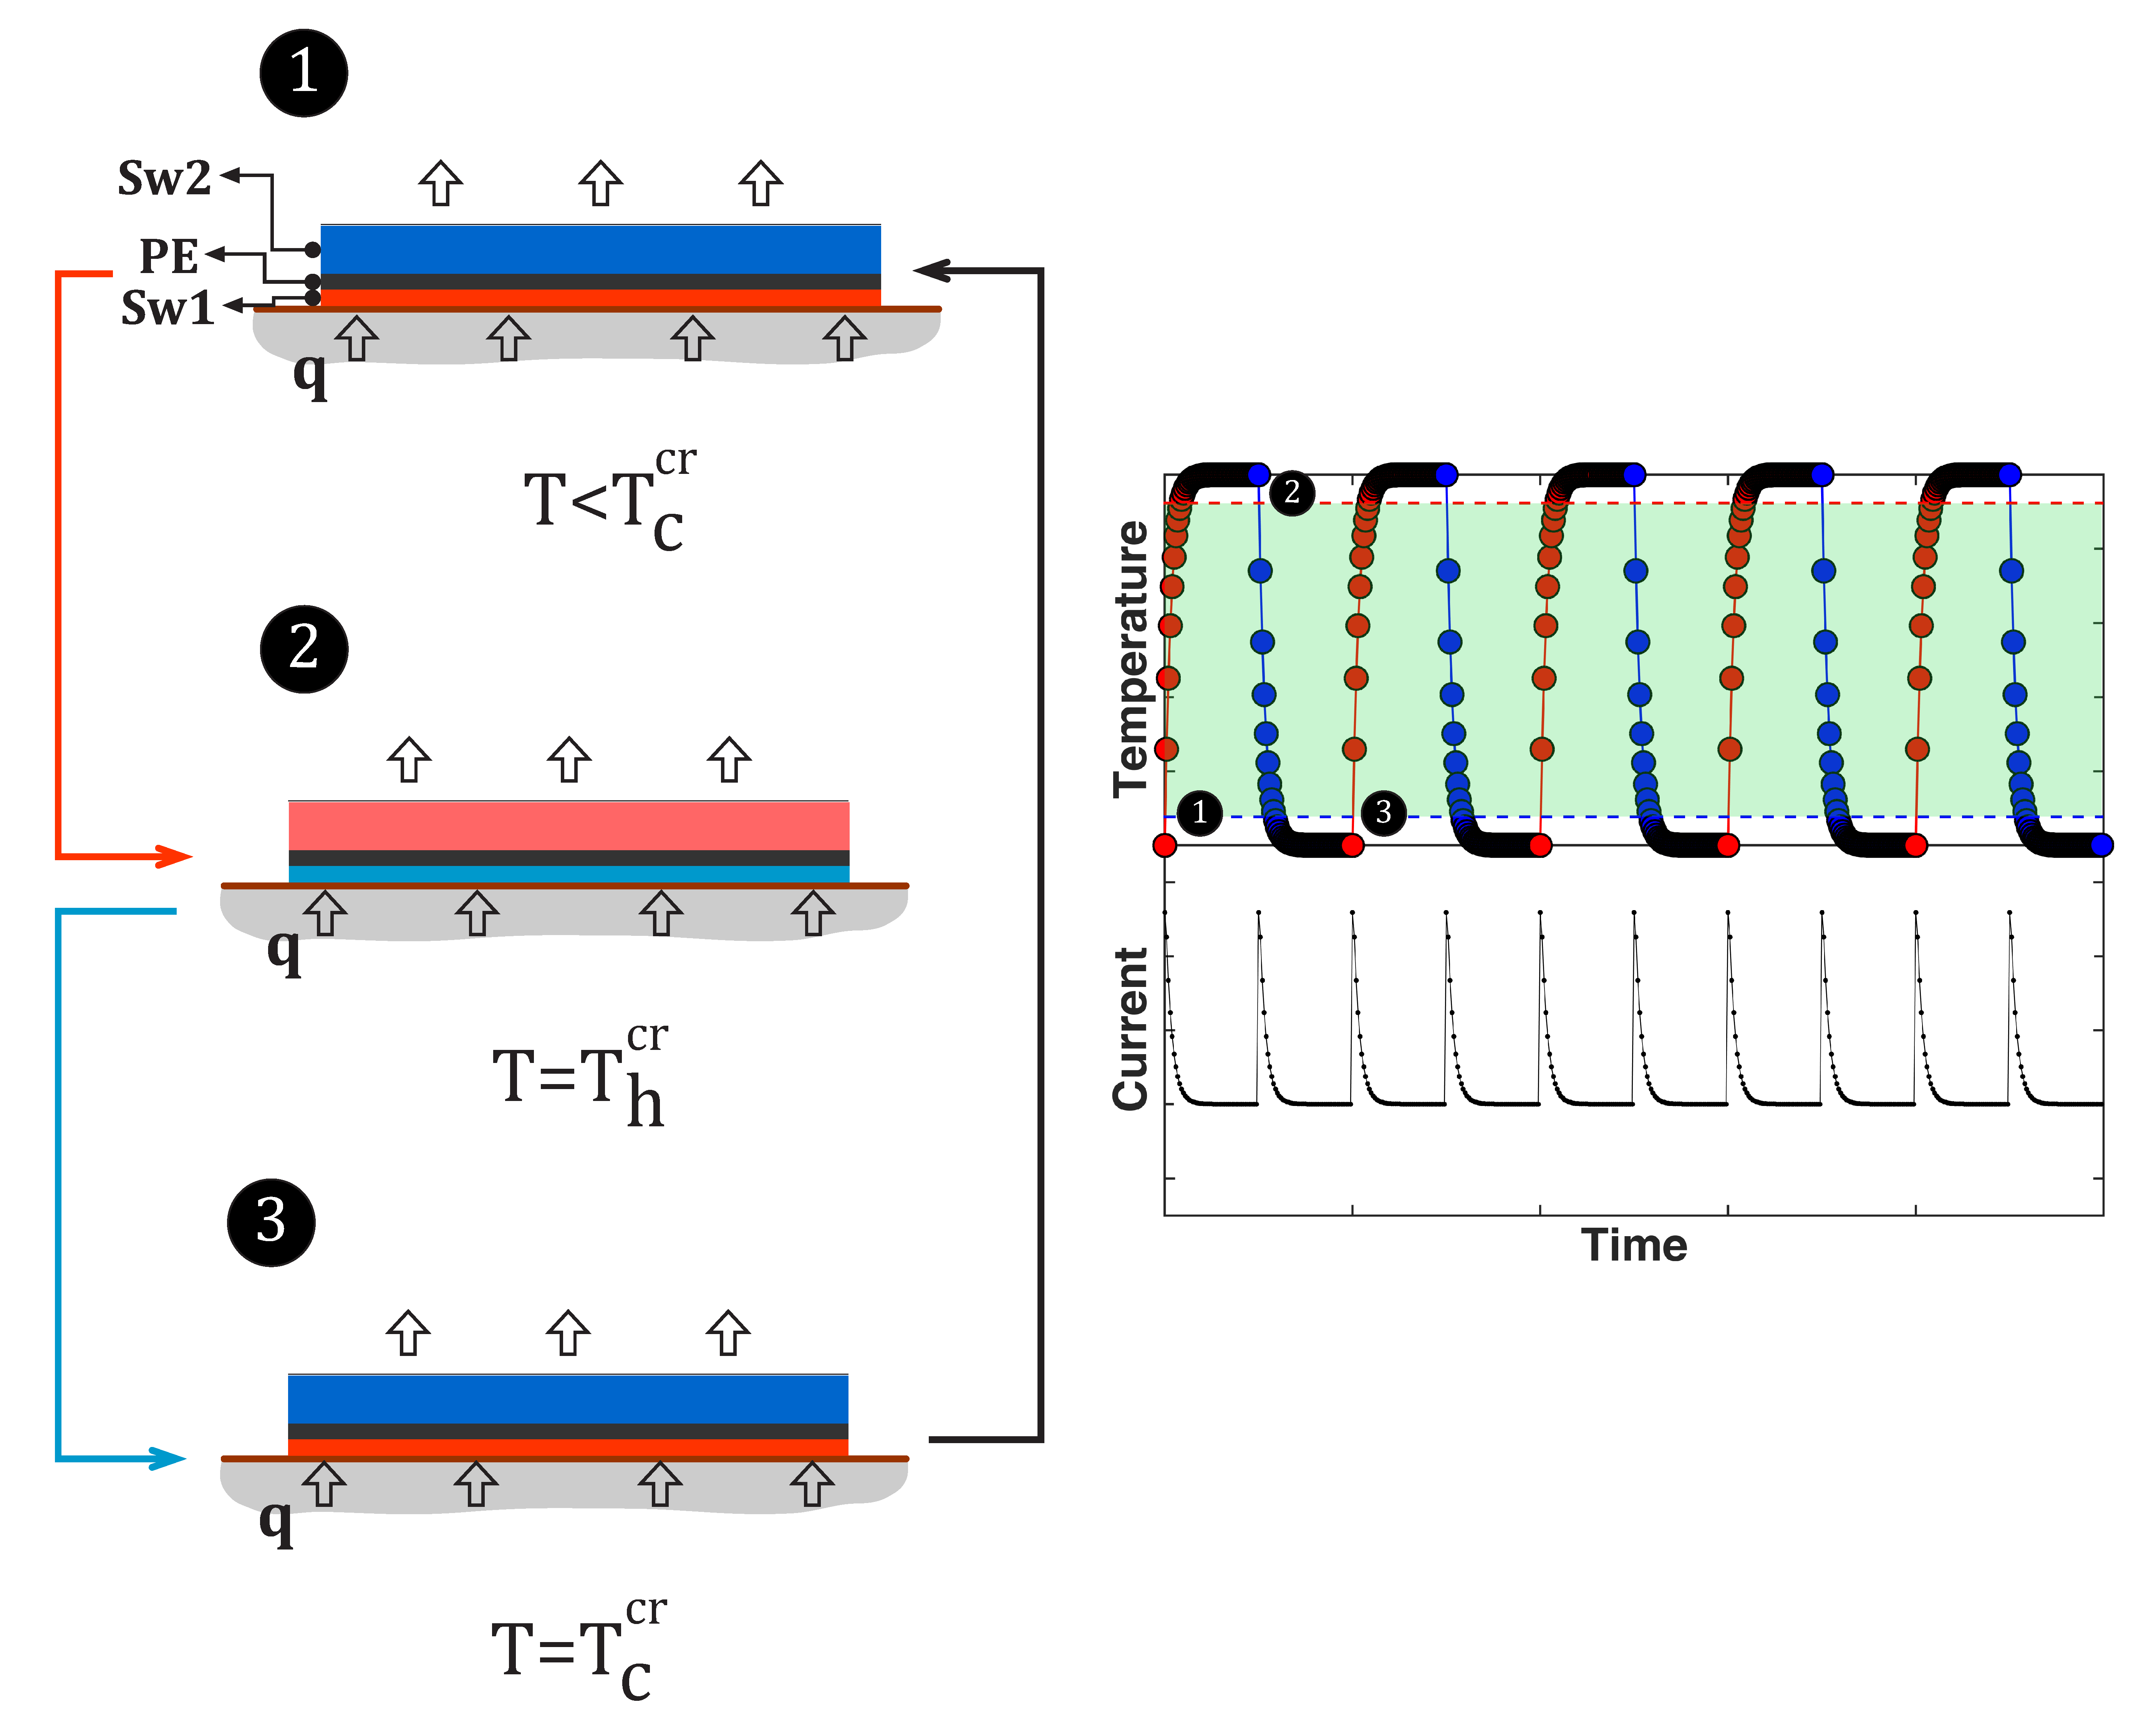 1
Sw2
PE
Sw1
q
T<T_c^cr
2
q
T=T_h^cr
3
q
T=T_c^cr
Temperature
2
1
3
Current
Time